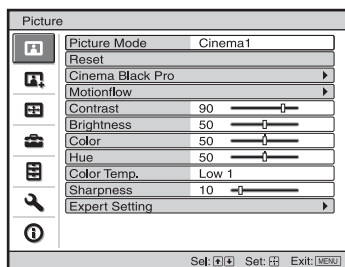 Picture
Picture Mode Cinema1
Reset
Cinema Black Pro
Motionflow
Contrast 90
Brightness 50
Color 50
Hue 50
Color Temp. Low 1
Sharpness 10
Expert Setting
Sel: Set: Exit: MENU